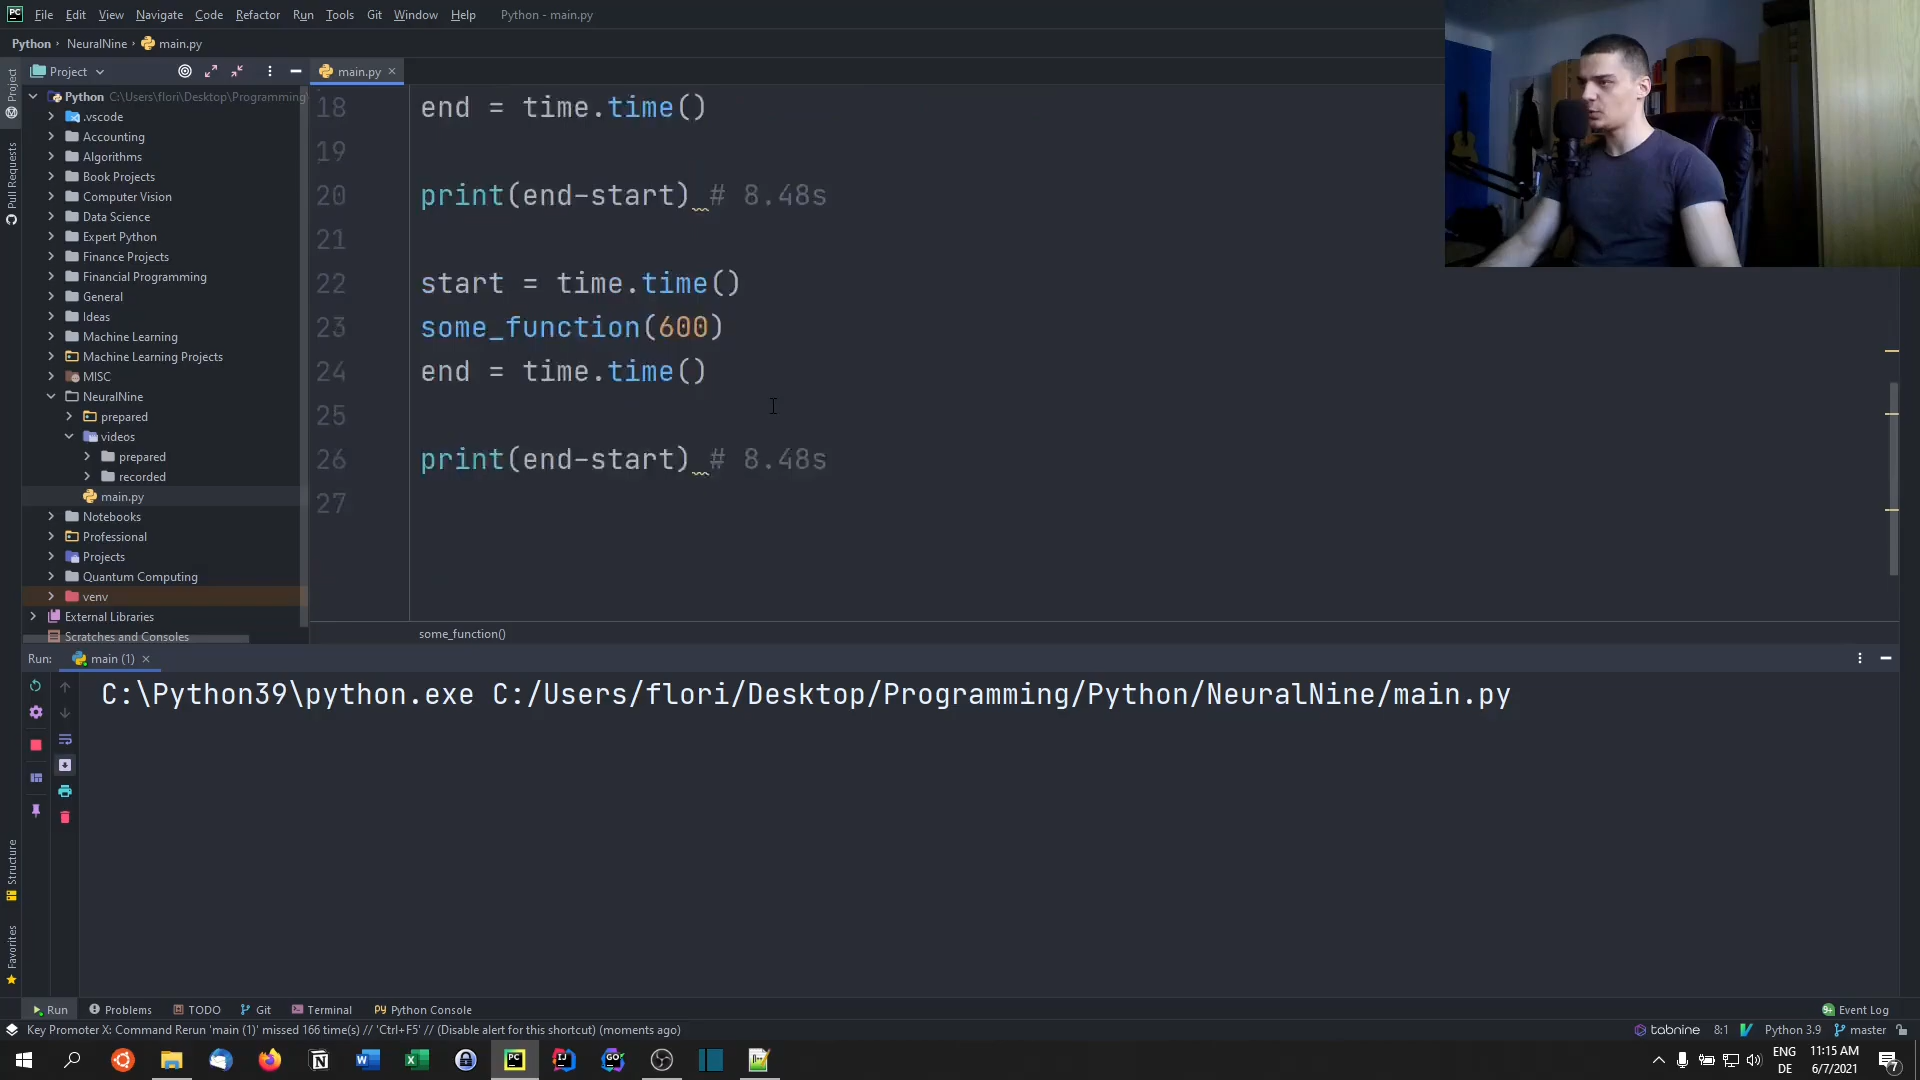 File Edit View Navigate Code Refactor Run Tools Git Window Help Python - main.py
Python NeuralNine main.py
Project main.py
Python C:\Users\flori\Desktop\Programming\
.vscode
Accounting
Algorithms
Book Projects
Computer Vision
Data Science
Expert Python
Finance Projects
Financial Programming
General
Ideas
Machine Learning
Machine Learning Projects
MISC
NeuralNine
prepared
videos
prepared
recorded
main.py
Notebooks
Professional
Projects
Quantum Computing
venv
External Libraries
Scratches and Consoles
Project
Pull Requests
Structure
Favorites
18 end = time.time()
19
20 print(end-start) # 8.48s
21
22 start = time.time()
23 some_function(600)
24 end = time.time()
25
26 print(end-start) # 8.48s
27
some_function()
Run: main (1)
C:\Python39\python.exe C:/Users/flori/Desktop/Programming/Python/NeuralNine/main.py
Run Problems TODO Git Terminal Python Console Event Log
Key Promoter X: Command Rerun 'main (1)' missed 166 time(s) // 'Ctrl+F5' // (Disable alert for this shortcut) (moments ago) tabnine 8:1 Python 3.9 master
ENG 11:15 AM
DE 6/7/2021
7